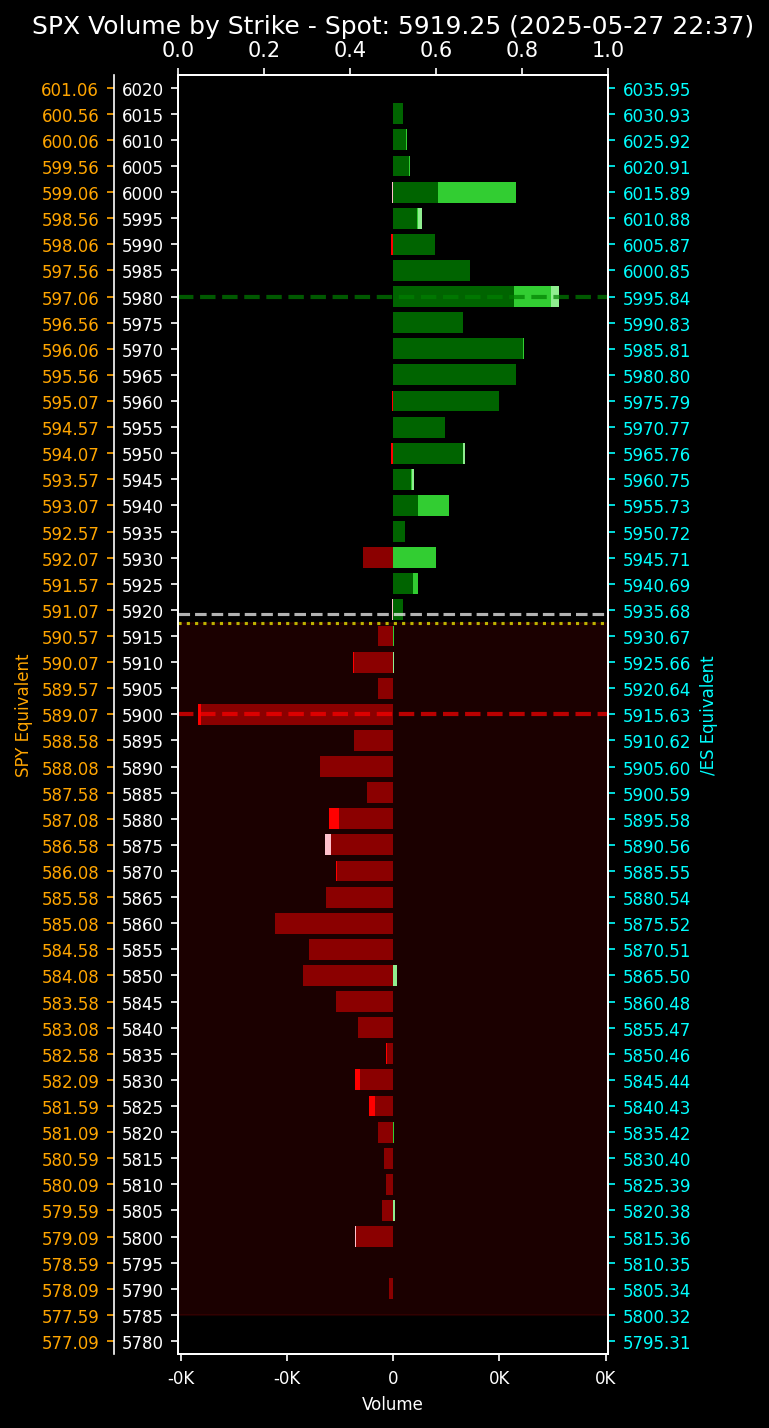 SPX Volume by Strike - Spot: 5919.25 (2025-05-27 22:37)
0.0 0.2 0.4 0.6 0.8 1.0
601.06 6020 6035.95
600.56 6015 6030.93
600.06 6010 6025.92
599.56 6005 6020.91
599.06 6000 6015.89
598.56 5995 6010.88
598.06 5990 6005.87
597.56 5985 6000.85
597.06 5980 5995.84
596.56 5975 5990.83
596.06 5970 5985.81
595.56 5965 5980.80
595.07 5960 5975.79
594.57 5955 5970.77
594.07 5950 5965.76
593.57 5945 5960.75
593.07 5940 5955.73
592.57 5935 5950.72
592.07 5930 5945.71
591.57 5925 5940.69
591.07 5920 5935.68
590.57 5915 5930.67
590.07 5910 5925.66
589.57 5905 5920.64
589.07 5900 5915.63
588.58 5895 5910.62
588.08 5890 5905.60
587.58 5885 5900.59
587.08 5880 5895.58
586.58 5875 5890.56
586.08 5870 5885.55
585.58 5865 5880.54
585.08 5860 5875.52
584.58 5855 5870.51
584.08 5850 5865.50
583.58 5845 5860.48
583.08 5840 5855.47
582.58 5835 5850.46
582.09 5830 5845.44
581.59 5825 5840.43
581.09 5820 5835.42
580.59 5815 5830.40
580.09 5810 5825.39
579.59 5805 5820.38
579.09 5800 5815.36
578.59 5795 5810.35
578.09 5790 5805.34
577.59 5785 5800.32
577.09 5780 5795.31
SPY Equivalent
/ES Equivalent
-0K -0K 0 0K 0K
Volume